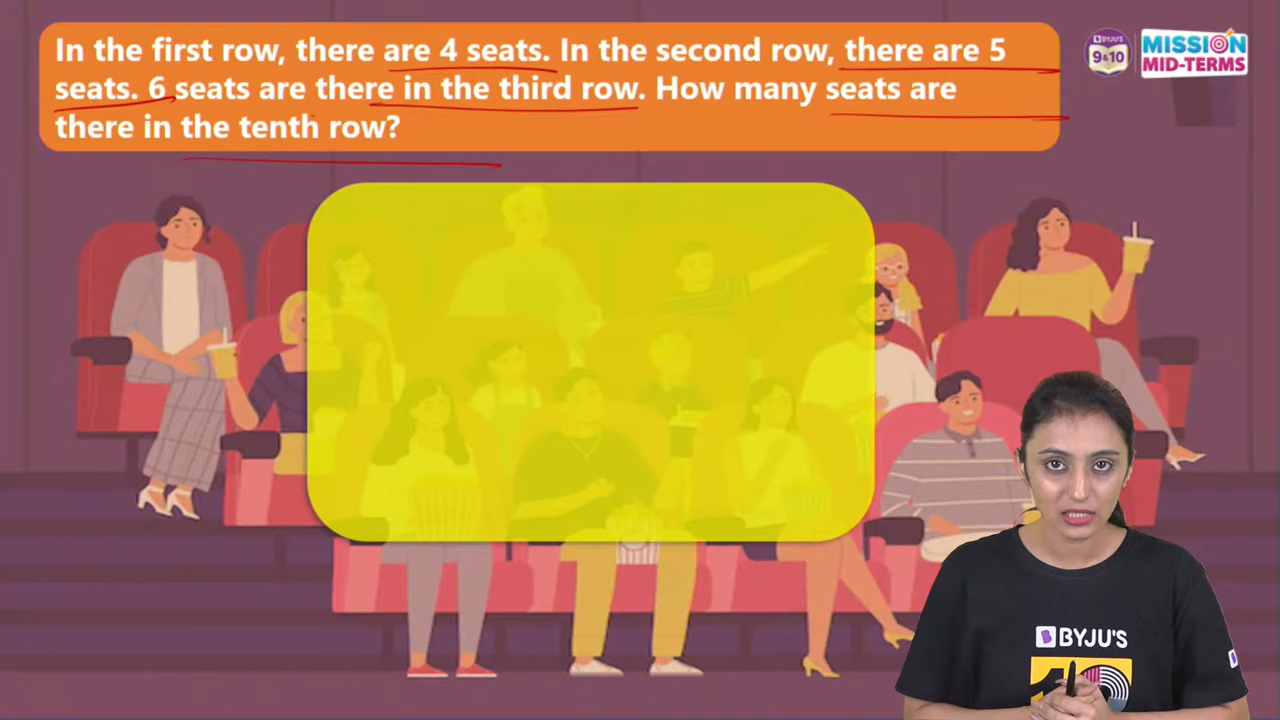 In the first row, there are 4 seats. In the second row, there are 5
seats. 6 seats are there in the third row. How many seats are
there in the tenth row?
BYJU'S
9&10
MISSION
MID-TERMS
BYJU'S
10